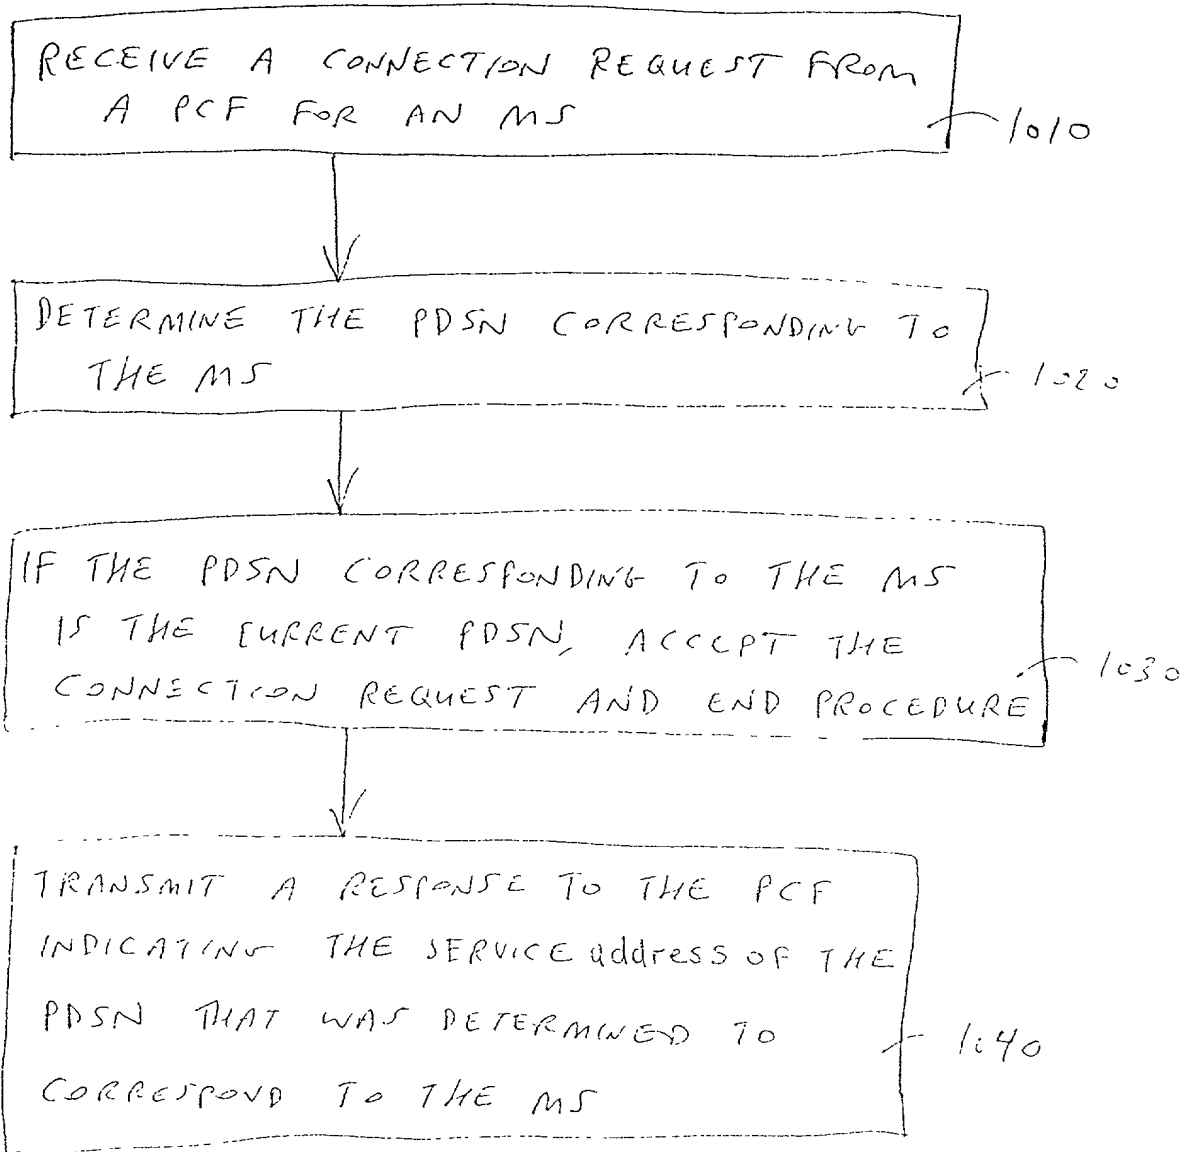 RECEIVE A CONNECTION REQUEST FROM
A PCF FOR AN MS
1010
DETERMINE THE PDSN CORRESPONDING TO
THE MS
1020
IF THE PDSN CORRESPONDING TO THE MS
IS THE CURRENT PDSN, ACCEPT THE
CONNECTION REQUEST AND END PROCEDURE
1030
TRANSMIT A RESPONSE TO THE PCF
INDICATING THE SERVICE address OF THE
PDSN THAT WAS DETERMINED TO
CORRESPOND TO THE MS
1040